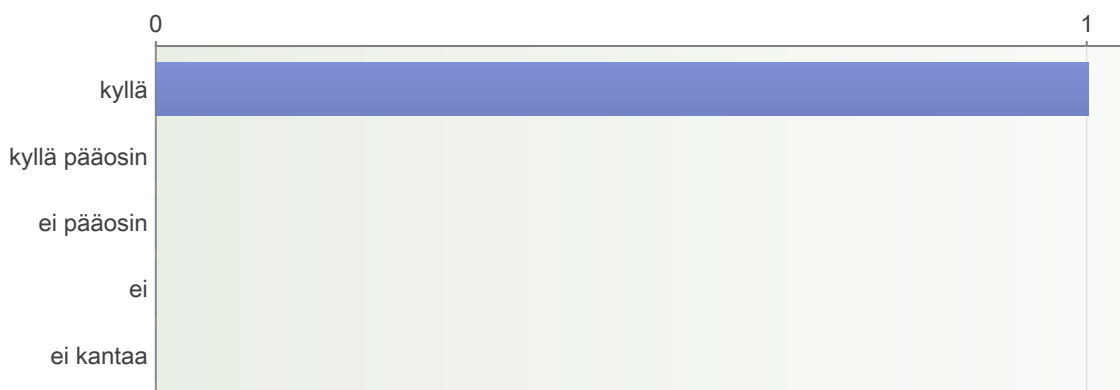 0 1
kyllä
kyllä pääosin
ei pääosin
ei
ei kantaa